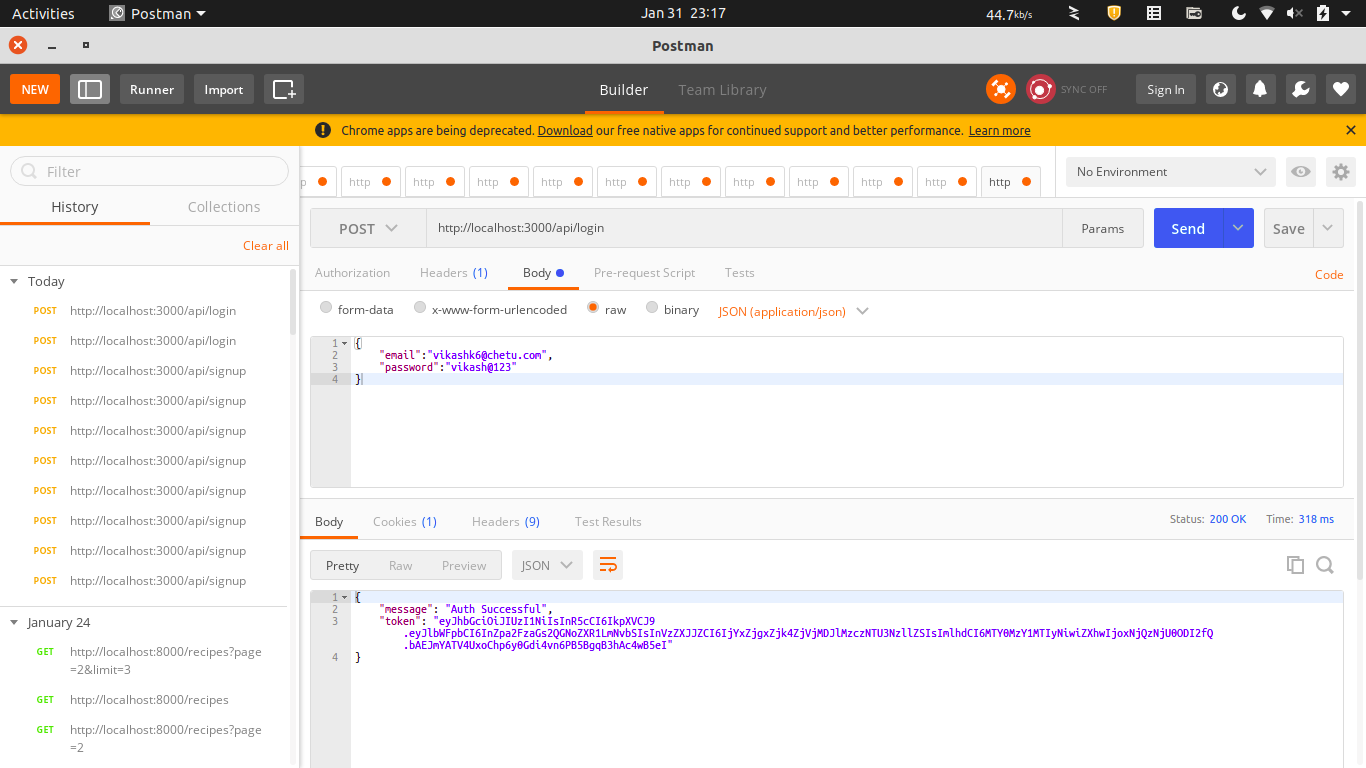 Activities Postman Jan 31 23:17 44.7kb/s
Postman
NEW Runner Import Builder Team Library SYNC OFF Sign In
Chrome apps are being deprecated. Download our free native apps for continued support and better performance. Learn more
Filter
History Collections
Clear all
Today
POST http://localhost:3000/api/login
POST http://localhost:3000/api/login
POST http://localhost:3000/api/signup
POST http://localhost:3000/api/signup
POST http://localhost:3000/api/signup
POST http://localhost:3000/api/signup
POST http://localhost:3000/api/signup
POST http://localhost:3000/api/signup
POST http://localhost:3000/api/signup
POST http://localhost:3000/api/signup
January 24
GET http://localhost:8000/recipes?page
=2&limit=3
GET http://localhost:8000/recipes
GET http://localhost:8000/recipes?page
=2
p http http http http http http http http http http http
No Environment
POST http://localhost:3000/api/login Params Send Save
Authorization Headers (1) Body Pre-request Script Tests Code
form-data x-www-form-urlencoded raw binary JSON (application/json)
1 {
2 "email":"vikashk6@chetu.com",
3 "password":"vikash@123"
4 }
Body Cookies (1) Headers (9) Test Results Status: 200 OK Time: 318 ms
Pretty Raw Preview JSON
1 {
2 "message": "Auth Successful",
3 "token": "eyJhbGciOiJIUzI1NiIsInR5cCI6IkpXVCJ9
.eyJlbWFpbCI6InZpa2FzaGs2QGNoZXR1LmNvbSIsInVzZXJJZCI6IjYxZjgxZjk4ZjVjMDJlMzczNTU3NzllZSIsImlhdCI6MTY0MzY1MTIyNiwiZXhwIjoxNjQzNjU0ODI2fQ
.bAEJmYATV4UxoChp6y0Gdi4vn6PB5BgqB3hAc4wB5eI"
4 }